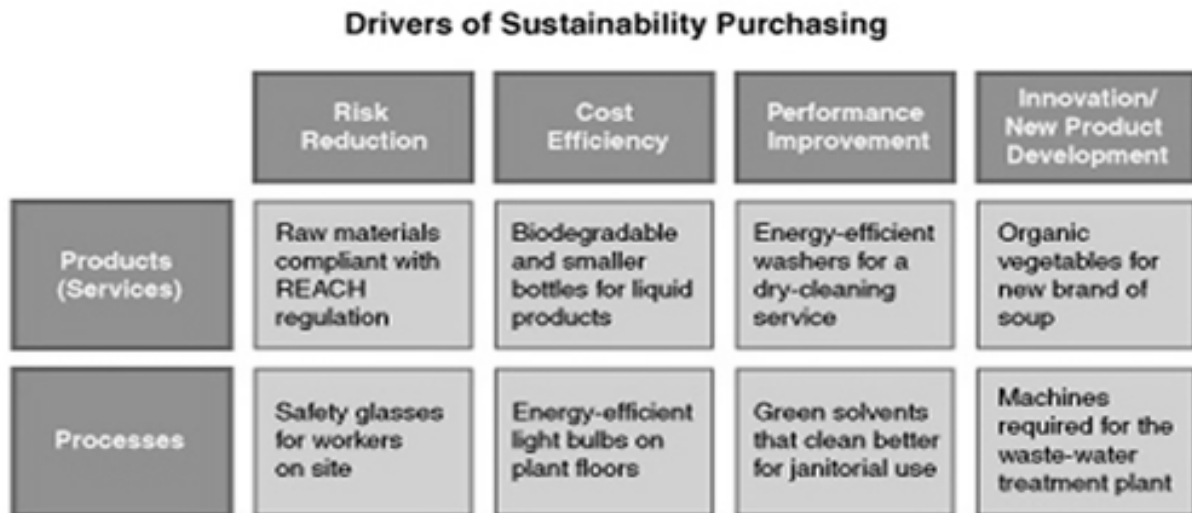 Drivers of Sustainability Purchasing
Risk
Reduction
Cost
Efficiency
Performance
Improvement
Innovation/
New Product
Development
Products
(Services)
Raw materials
compliant with
REACH
regulation
Biodegradable
and smaller
bottles for liquid
products
Energy-efficient
washers for a
dry-cleaning
service
Organic
vegetables for
new brand of
soup
Processes
Safety glasses
for workers
on site
Energy-efficient
light bulbs on
plant floors
Green solvents
that clean better
for janitorial use
Machines
required for the
waste-water
treatment plant